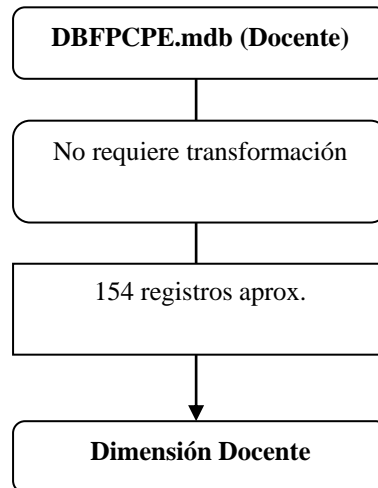 DBFPCPE.mdb (Docente)
No requiere transformación
154 registros aprox.
Dimensión Docente